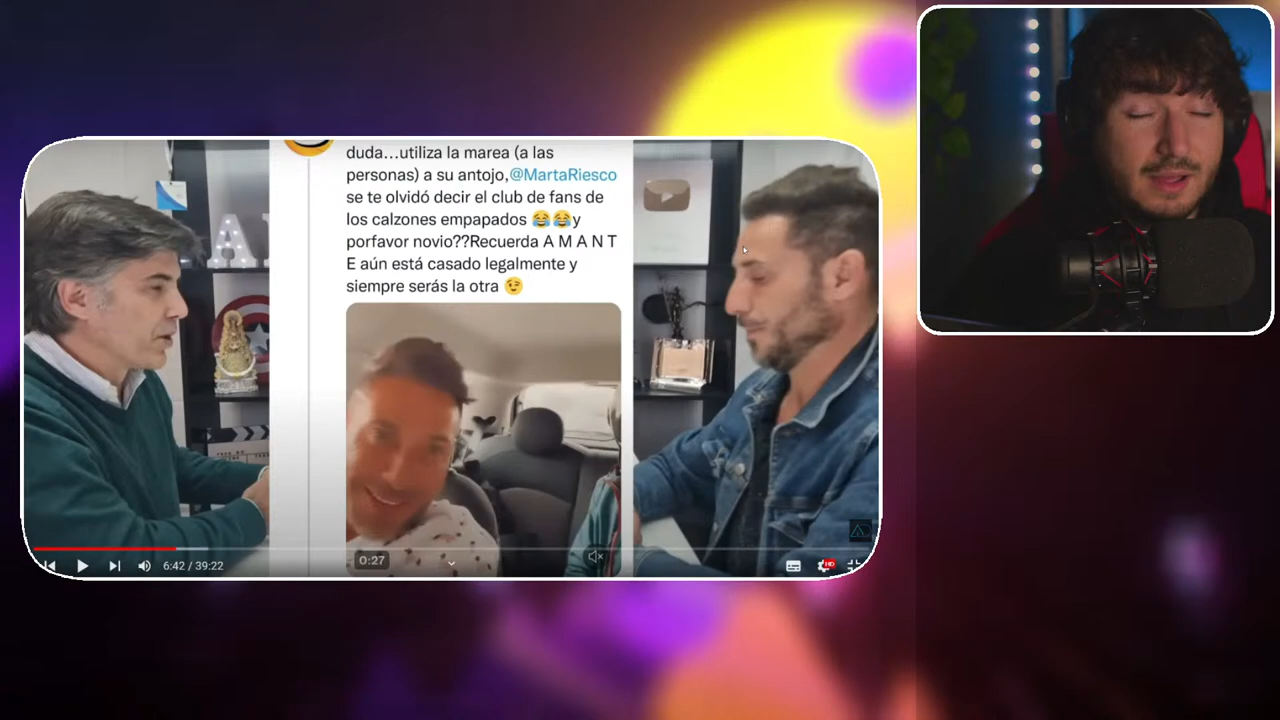 duda...utiliza la marea (a las
personas) a su antojo,@MartaRiesco
se te olvidó decir el club de fans de
los calzones empapados 😂😂y
porfavor novio??Recuerda A M A N T
E aún está casado legalmente y
siempre serás la otra 😉
A
0:27
6:42 / 39:22
HD